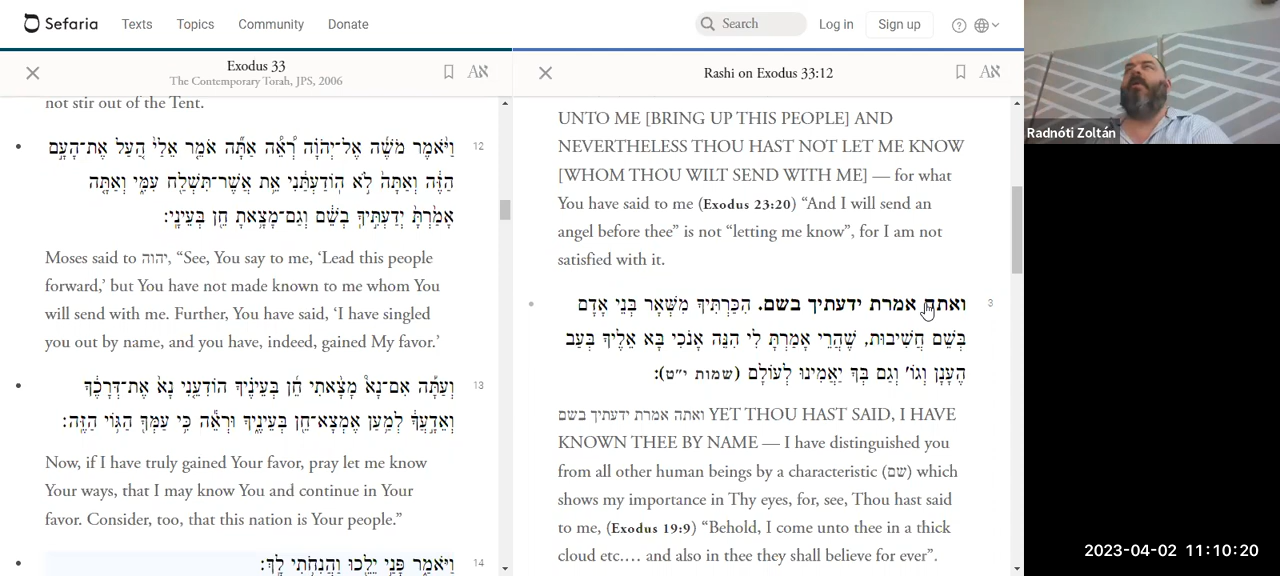 Sefaria Texts Topics Community Donate Search Log in Sign up
Exodus 33
The Contemporary Torah, JPS, 2006
not stir out of the Tent.
וַיֹּ֨אמֶר מֹשֶׁ֜ה אֶל־יְהֹוָ֗ה רְ֠אֵ֠ה אַתָּ֞ה אֹמֵ֤ר אֵלַי֙ הַ֚עַל אֶת־הָעָ֣ם 12
הַזֶּ֔ה וְאַתָּה֙ לֹ֣א הֽוֹדַעְתַּ֔נִי אֵ֥ת אֲשֶׁר־תִּשְׁלַ֖ח עִמִּ֑י וְאַתָּ֤ה
אָמַ֙רְתָּ֙ יְדַעְתִּ֣יךָֽ בְשֵׁ֔ם וְגַם־מָצָ֥אתָ חֵ֖ן בְּעֵינָֽי׃
Moses said to יהוה, “See, You say to me, ‘Lead this people
forward,’ but You have not made known to me whom You
will send with me. Further, You have said, ‘I have singled
you out by name, and you have, indeed, gained My favor.’
וְעַתָּ֡ה אִם־נָא֩ מָצָ֨אתִי חֵ֜ן בְּעֵינֶ֗יךָ הוֹדִעֵ֤נִי נָא֙ אֶת־דְּרָכֶ֔ךָ 13
וְאֵדָ֣עֲךָ֔ לְמַ֥עַן אֶמְצָא־חֵ֖ן בְּעֵינֶ֑יךָ וּרְאֵ֕ה כִּ֥י עַמְּךָ֖ הַגּ֥וֹי הַזֶּֽה׃
Now, if I have truly gained Your favor, pray let me know
Your ways, that I may know You and continue in Your
favor. Consider, too, that this nation is Your people.”
וַיֹּאמַ֑ר פָּנַ֥י יֵלֵ֖כוּ וַהֲנִחֹ֥תִי לָֽךְ׃ 14
Rashi on Exodus 33:12
UNTO ME [BRING UP THIS PEOPLE] AND
NEVERTHELESS THOU HAST NOT LET ME KNOW
[WHOM THOU WILT SEND WITH ME] — for what
You have said to me (Exodus 23:20) “And I will send an
angel before thee” is not “letting me know”, for I am not
satisfied with it.
ואתה אמרת ידעתיך בשם. הִכַּרְתִּיךָ מִשְּׁאָר בְּנֵי אָדָם 3
בְּשֵׁם חֲשִׁיבוּת, שֶׁהֲרֵי אָמַרְתָּ לִי הִנֵּה אָנֹכִי בָּא אֵלֶיךָ בְּעַב
הֶעָנָן וְגוֹ' וְגַם בְּךָ יַאֲמִינוּ לְעוֹלָם (שמות י״ט):
ואתה אמרת ידעתיך בשם YET THOU HAST SAID, I HAVE
KNOWN THEE BY NAME — I have distinguished you
from all other human beings by a characteristic (שם) which
shows my importance in Thy eyes, for, see, Thou hast said
to me, (Exodus 19:9) “Behold, I come unto thee in a thick
cloud etc.… and also in thee they shall believe for ever”.
Radnóti Zoltán
2023-04-02 11:10:20